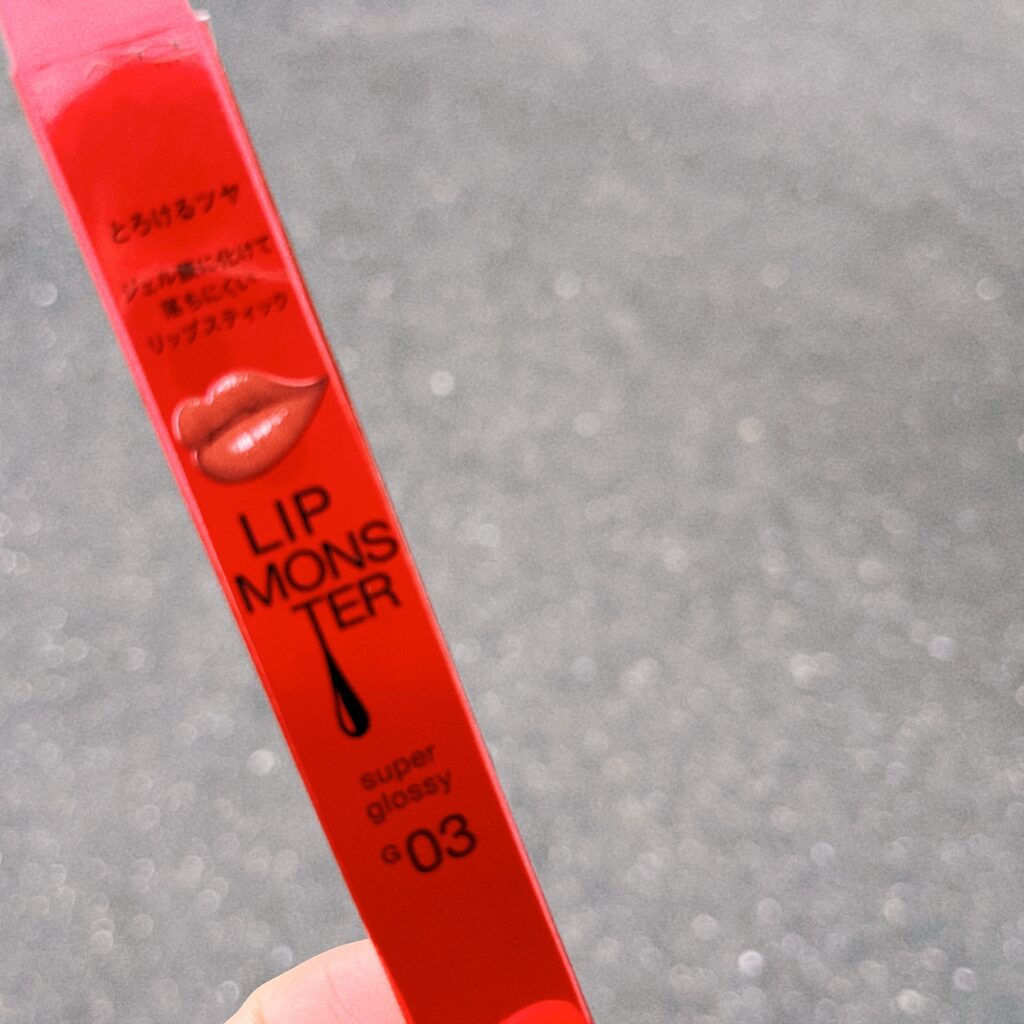 とろけるツヤ
ジェル膜に化けて
落ちにくい
リップスティック
LIP
MONS
TER
super
glossy
G 03